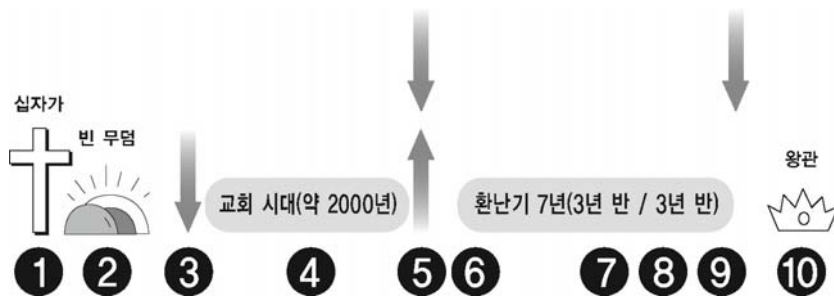 십자가
빈 무덤
교회 시대(약 2000년)
환난기 7년(3년 반 / 3년 반)
왕관
1 2 3 4 5 6 7 8 9 10